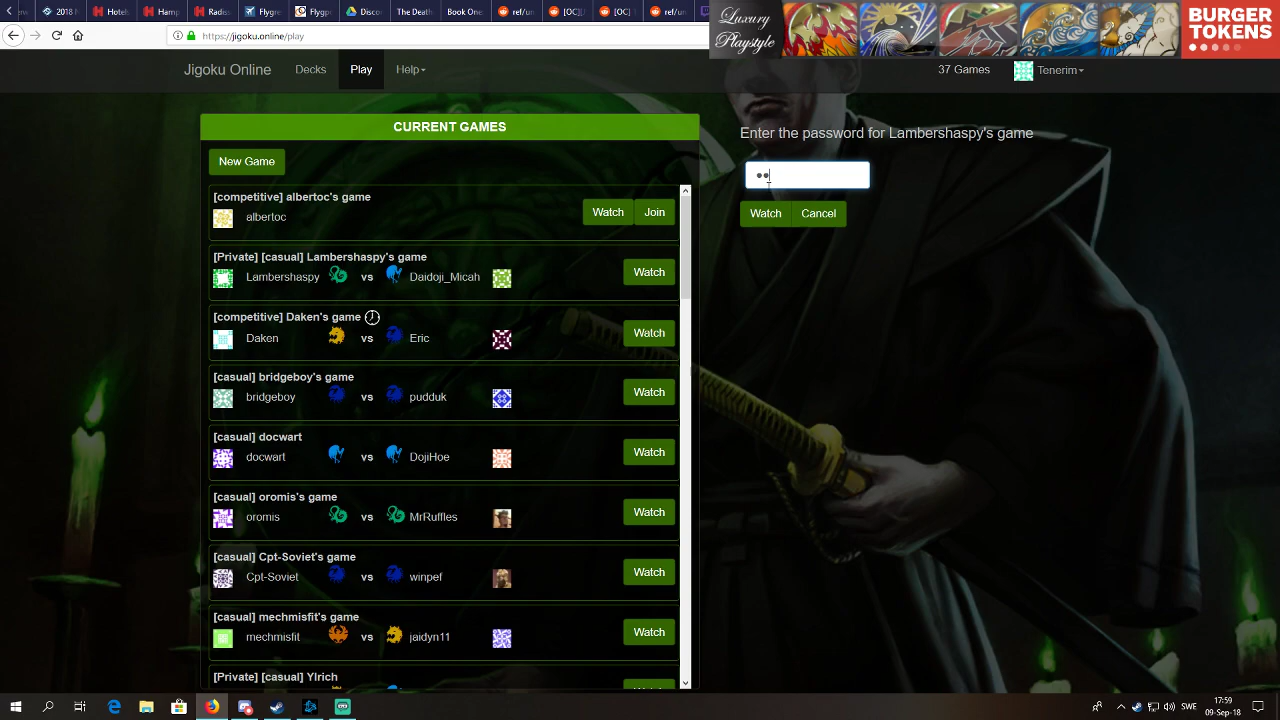 2018 R
Hotels
Hamp
Radiss
Flygre
Flygpo
Disco
The Death
Book One
ref/un
[OC][
[OC]
ref/un
Luxury
Playstyle
BURGER
TOKENS
https://jigoku.online/play
Jigoku Online
Decks
Play
Help
37 Games
Tenerim
CURRENT GAMES
New Game
[competitive] albertoc's game
albertoc
Watch
Join
[Private] [casual] Lambershaspy's game
Lambershaspy
vs
Daidoji_Micah
Watch
[competitive] Daken's game
Daken
vs
Eric
Watch
[casual] bridgeboy's game
bridgeboy
vs
pudduk
Watch
[casual] docwart
docwart
vs
DojiHoe
Watch
[casual] oromis's game
oromis
vs
MrRuffles
Watch
[casual] Cpt-Soviet's game
Cpt-Soviet
vs
winpef
Watch
[casual] mechmisfit's game
mechmisfit
vs
jaidyn11
Watch
[Private] [casual] Ylrich
Enter the password for Lambershaspy's game
••
Watch
Cancel
SWE
17:59
09-Sep-18